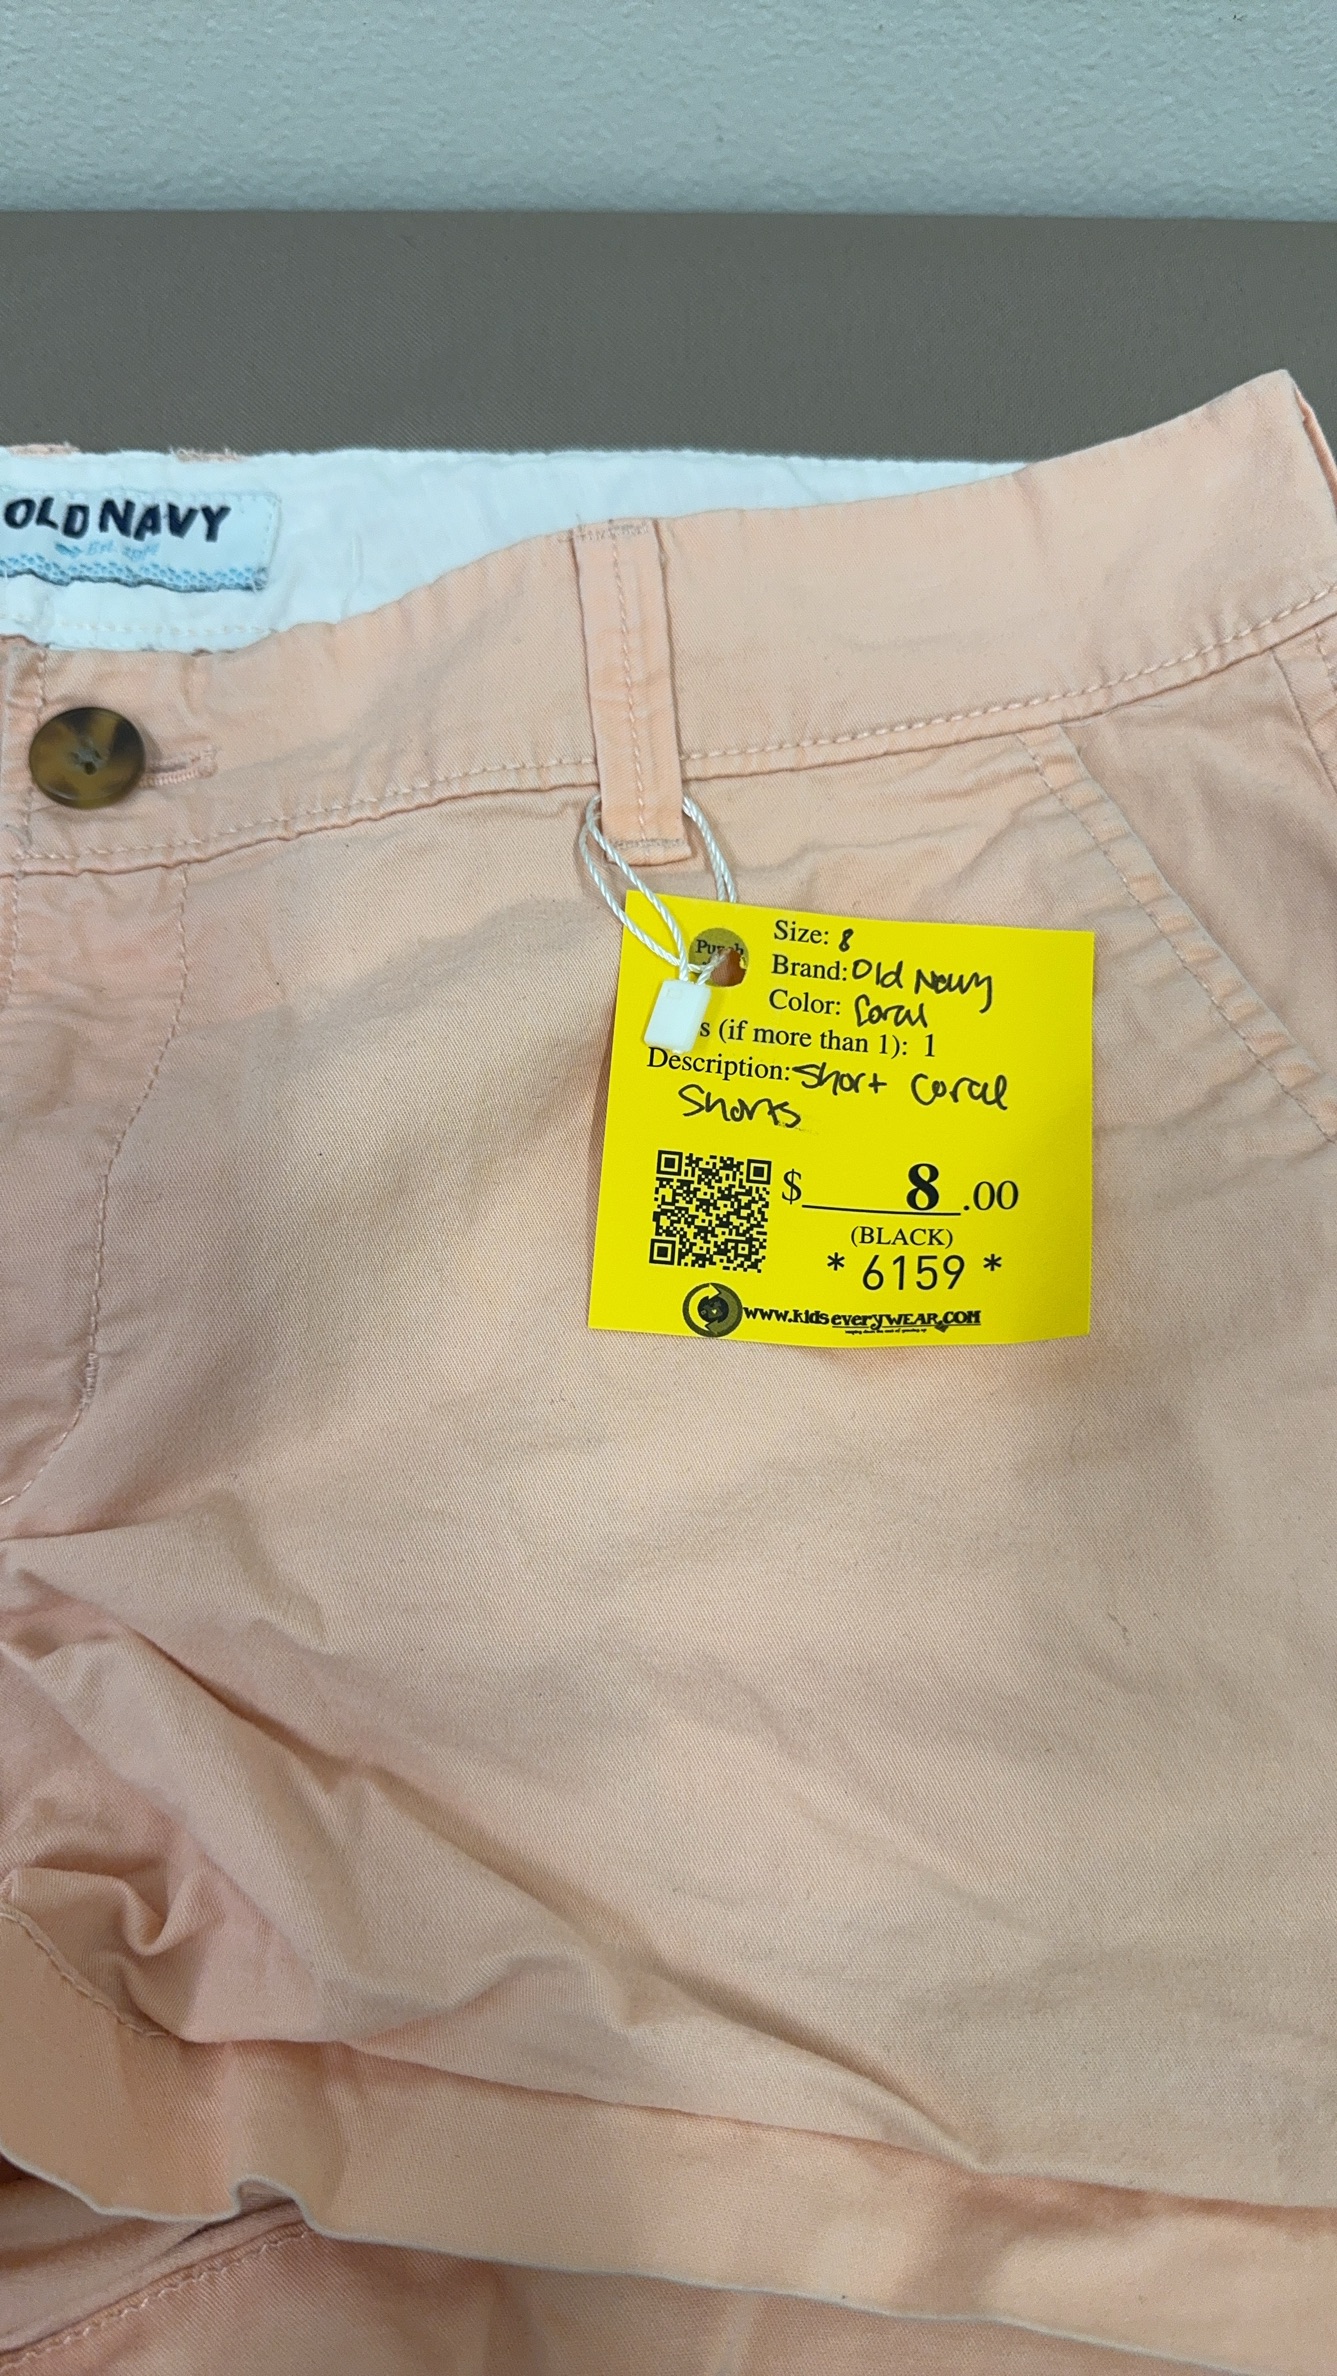 OLD NAVY
Size: 8
Brand: Old Navy
Color: Coral
s (if more than 1): 1
Description: Short Coral
Shorts
$ 8.00
(BLACK)
* 6159 *
www.kidseveryWEAR.COM